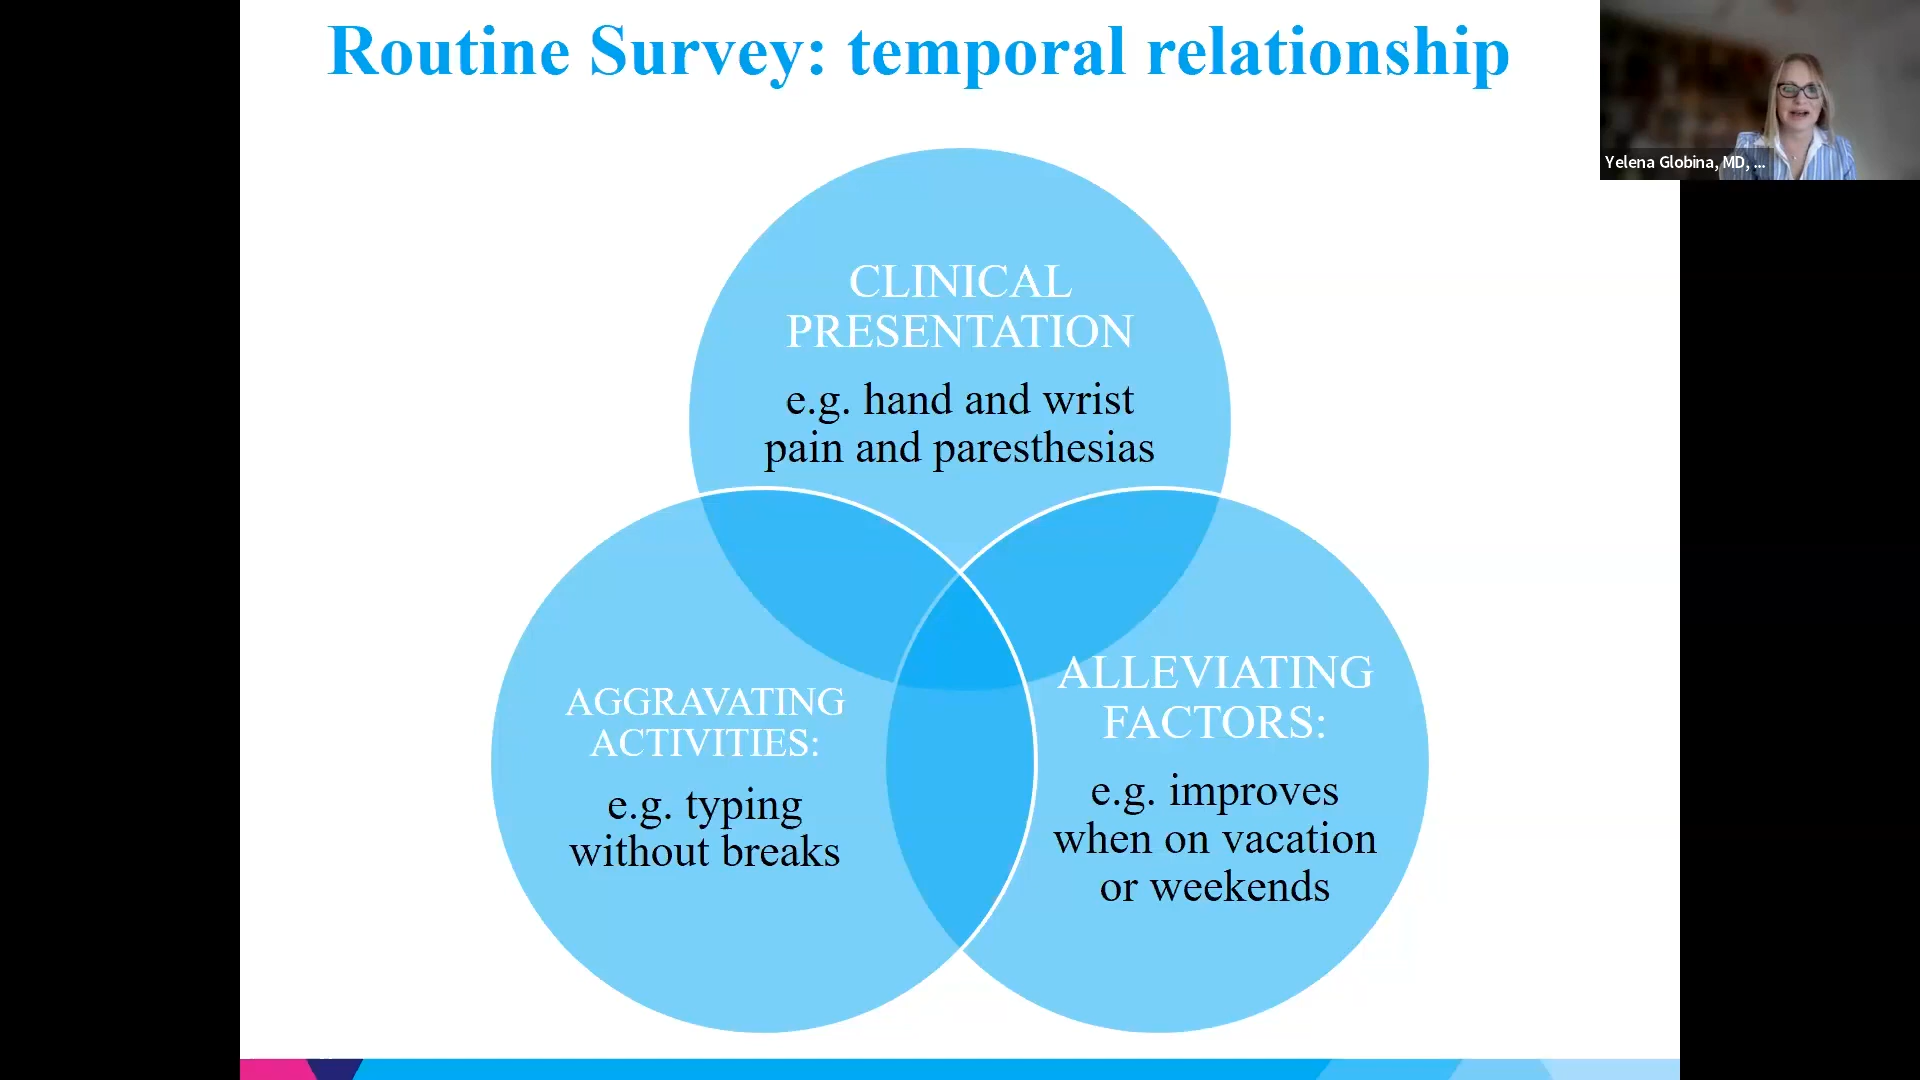 Routine Survey: temporal relationship
Yelena Globina, MD, ...
CLINICAL
PRESENTATION
e.g. hand and wrist
pain and paresthesias
AGGRAVATING
ACTIVITIES:
e.g. typing
without breaks
ALLEVIATING
FACTORS:
e.g. improves
when on vacation
or weekends